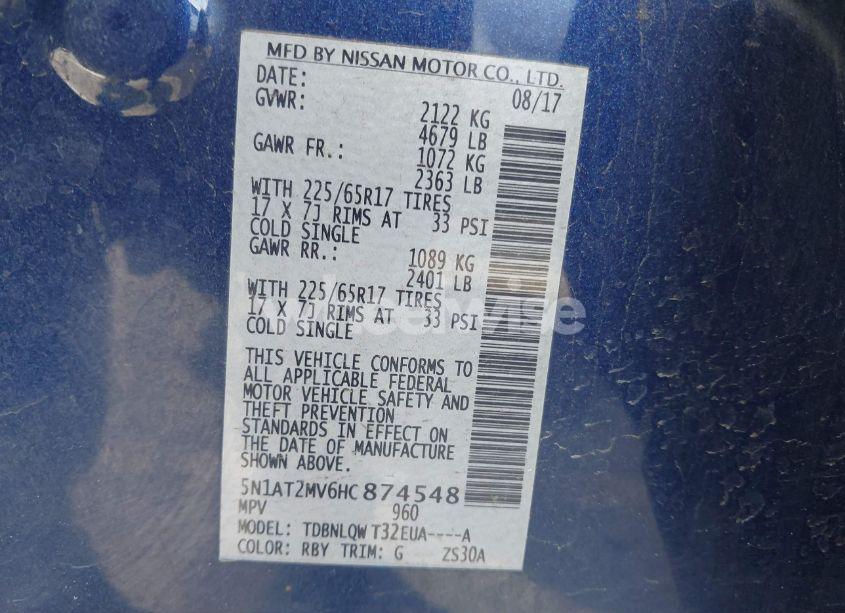 MFD BY NISSAN MOTOR CO., LTD.
DATE: 08/17
GVWR: 2122 KG
4679 LB
GAWR FR.: 1072 KG
2363 LB
WITH 225/65R17 TIRES
17 X 7J RIMS AT 33 PSI
COLD SINGLE
GAWR RR.: 1089 KG
2401 LB
WITH 225/65R17 TIRES
17 X 7J RIMS AT 33 PSI
COLD SINGLE
THIS VEHICLE CONFORMS TO
ALL APPLICABLE FEDERAL
MOTOR VEHICLE SAFETY AND
THEFT PREVENTION
STANDARDS IN EFFECT ON
THE DATE OF MANUFACTURE
SHOWN ABOVE.
5N1AT2MV6HC874548
MPV 960
MODEL: TDBNLQW T32EUA----A
COLOR: RBY TRIM: G ZS30A